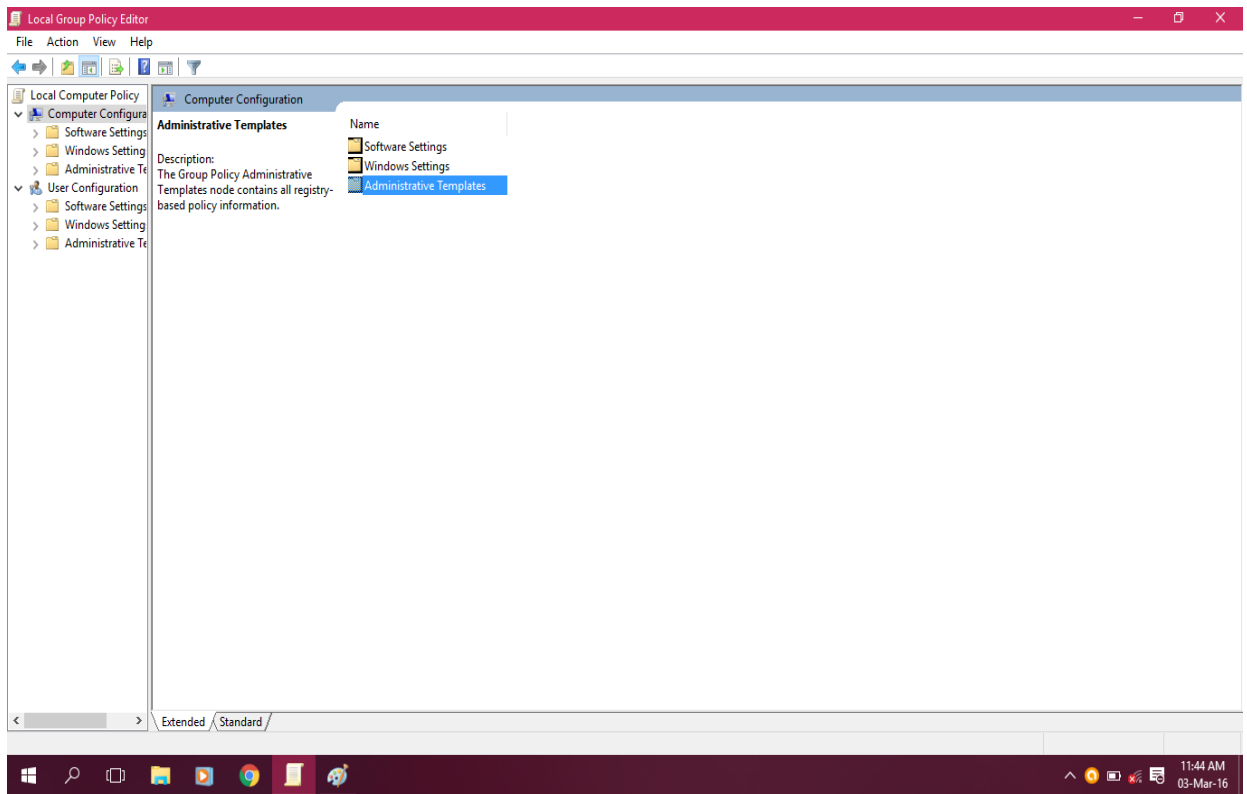 Local Group Policy Editor
File Action View Help
Local Computer Policy
Computer Configura
Software Settings
Windows Setting
Administrative Te
User Configuration
Software Settings
Windows Setting
Administrative Te
Computer Configuration
Administrative Templates
Description:
The Group Policy Administrative
Templates node contains all registry-
based policy information.
Name
Software Settings
Windows Settings
Administrative Templates
Extended Standard
11:44 AM
03-Mar-16